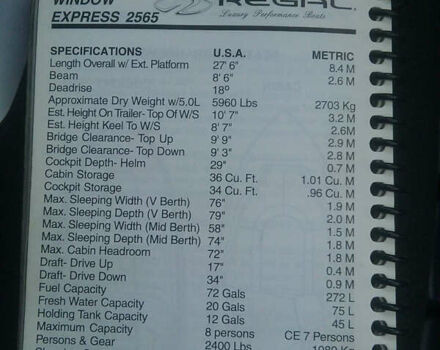 WINDOW
EXPRESS 2565
REGAL
Luxury Performance Boats
SPECIFICATIONS U.S.A. METRIC
Length Overall w/ Ext. Platform 27' 6" 8.4 M
Beam 8' 6" 2.6 M
Deadrise 18º
Approximate Dry Weight w/5.0L 5960 Lbs 2703 Kg
Est. Height On Trailer- Top Of W/S 10' 7" 3.2 M
Est. Height Keel To W/S 8' 7" 2.6M
Bridge Clearance- Top Up 9' 9" 2.9 M
Bridge Clearance- Top Down 9' 3" 2.8 M
Cockpit Depth- Helm 29" 0.7 M
Cabin Storage 36 Cu. Ft. 1.01 Cu. M
Cockpit Storage 34 Cu. Ft. .96 Cu. M
Max. Sleeping Width (V Berth) 76" 1.9 M
Max. Sleeping Depth (V Berth) 79" 2.0 M
Max. Sleeping Width (Mid Berth) 58" 1.5 M
Max. Sleeping Depth (Mid Berth) 74" 1.8 M
Max. Cabin Headroom 72" 1.8 M
Draft- Drive Up 17" 0.4 M
Draft- Drive Down 34" 0.9 M
Fuel Capacity 72 Gals 272 L
Fresh Water Capacity 20 Gals 75 L
Holding Tank Capacity 12 Gals 45 L
Maximum Capacity 8 persons CE 7 Persons
Persons & Gear 2400 Lbs 1089 Kg